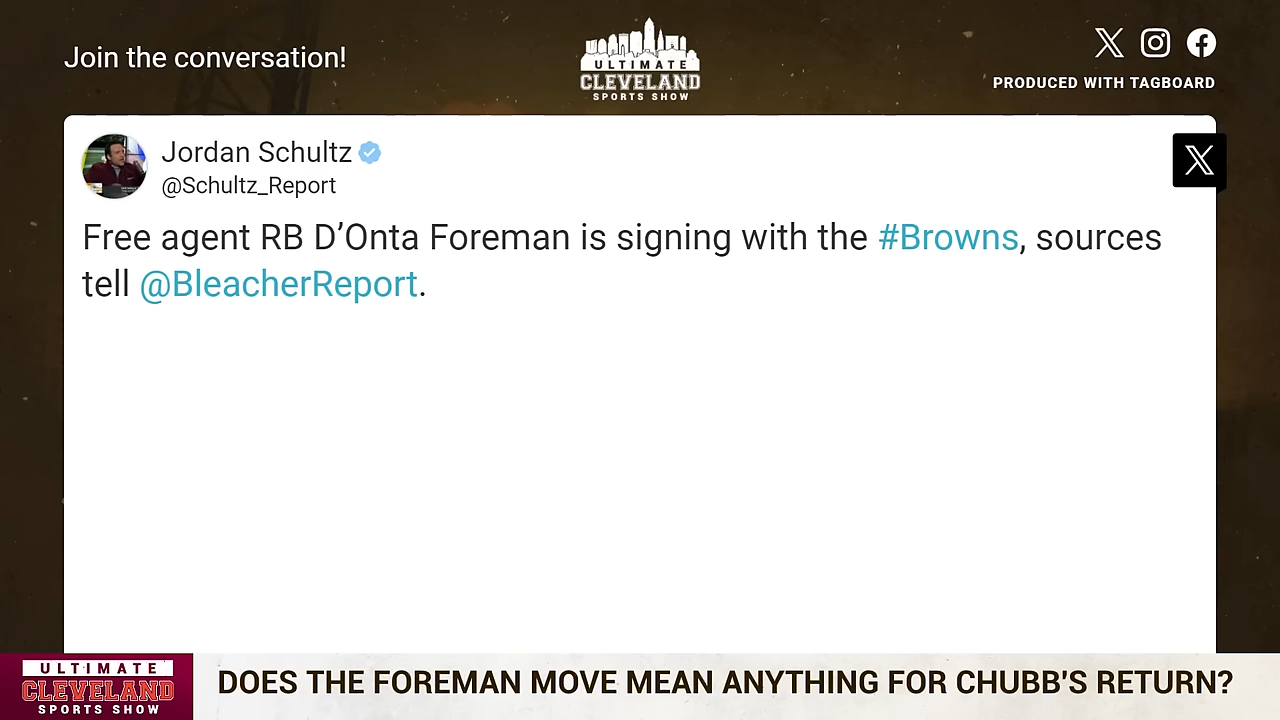 Join the conversation!
ULTIMATE
CLEVELAND
SPORTS SHOW
PRODUCED WITH TAGBOARD
Jordan Schultz
@Schultz_Report
Free agent RB D’Onta Foreman is signing with the #Browns, sources
tell @BleacherReport.
ULTIMATE
CLEVELAND
SPORTS SHOW
DOES THE FOREMAN MOVE MEAN ANYTHING FOR CHUBB'S RETURN?